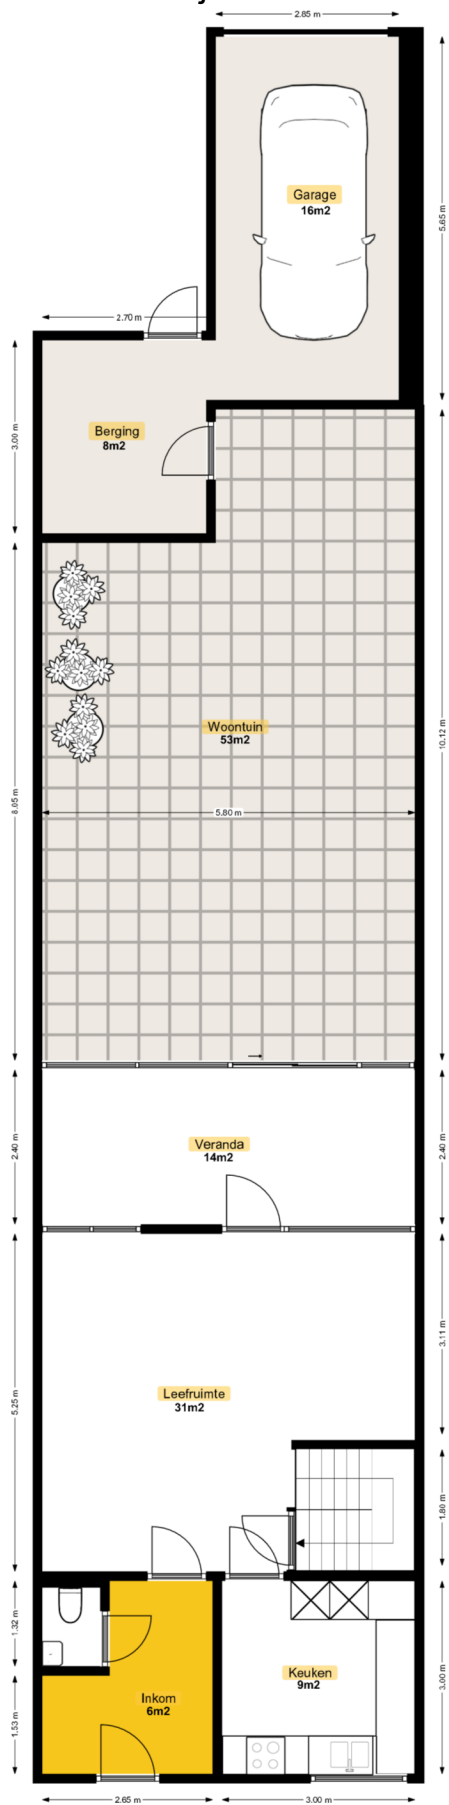 2.85 m
Garage
16m2
5.65 m
2.70 m
3.00 m
Berging
8m2
Woontuin
53m2
10.12 m
8.05 m
5.80 m
Veranda
14m2
2.40 m
2.40 m
Leefruimte
31m2
5.25 m
3.11 m
1.80 m
1.32 m
Keuken
9m2
3.00 m
Inkom
6m2
1.53 m
2.65 m
3.00 m